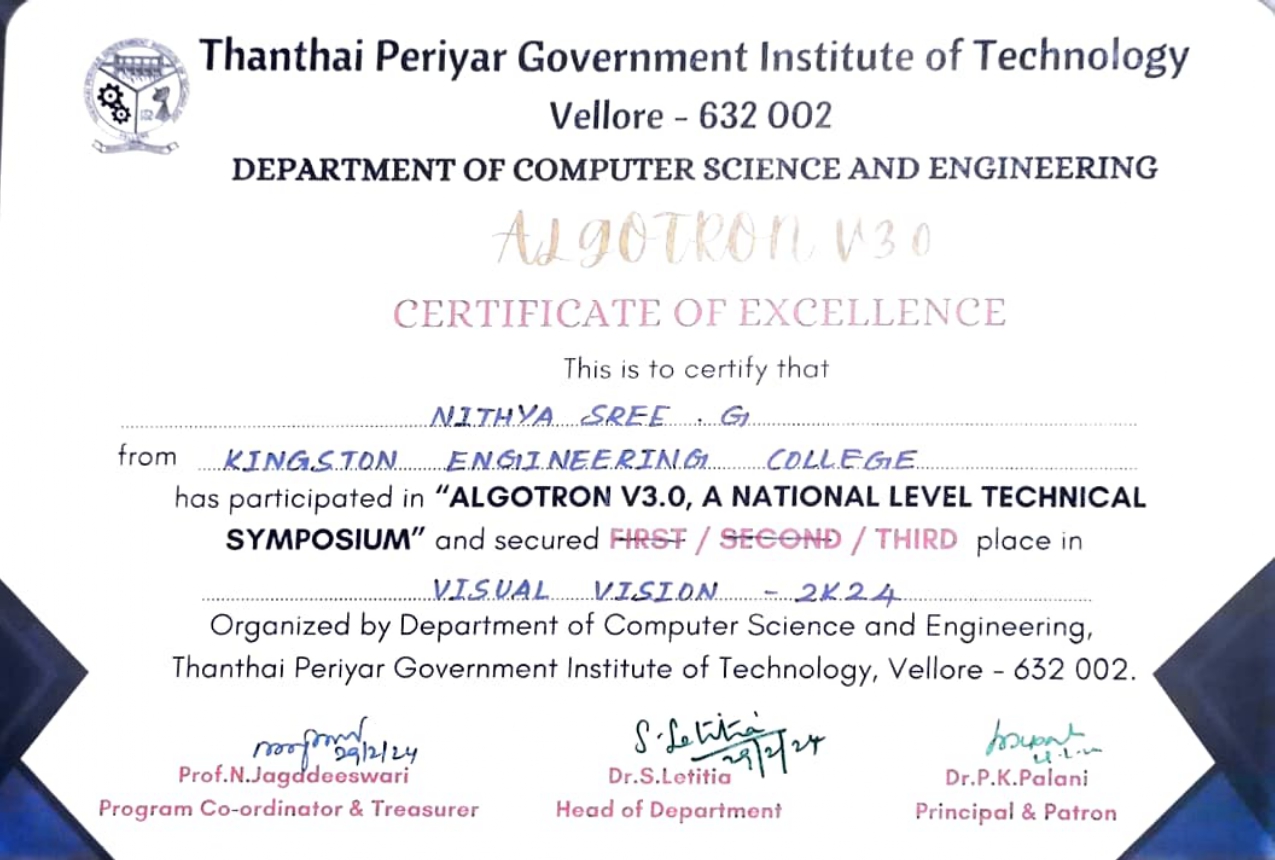 Thanthai Periyar Government Institute of Technology
Vellore - 632 002
DEPARTMENT OF COMPUTER SCIENCE AND ENGINEERING
ALGOTRON V3 0
CERTIFICATE OF EXCELLENCE
This is to certify that
NITHYA SREE . G
from KINGSTON ENGINEERING COLLEGE
has participated in “ALGOTRON V3.0, A NATIONAL LEVEL TECHNICAL
SYMPOSIUM” and secured FIRST / SECOND / THIRD place in
VISUAL VISION - 2K24
Organized by Department of Computer Science and Engineering,
Thanthai Periyar Government Institute of Technology, Vellore - 632 002.
29/2/24 S. Letitia 29/2/24
Prof.N.Jagddeeswari Dr.S.Letitia Dr.P.K.Palani
Program Co-ordinator & Treasurer Head of Department Principal & Patron